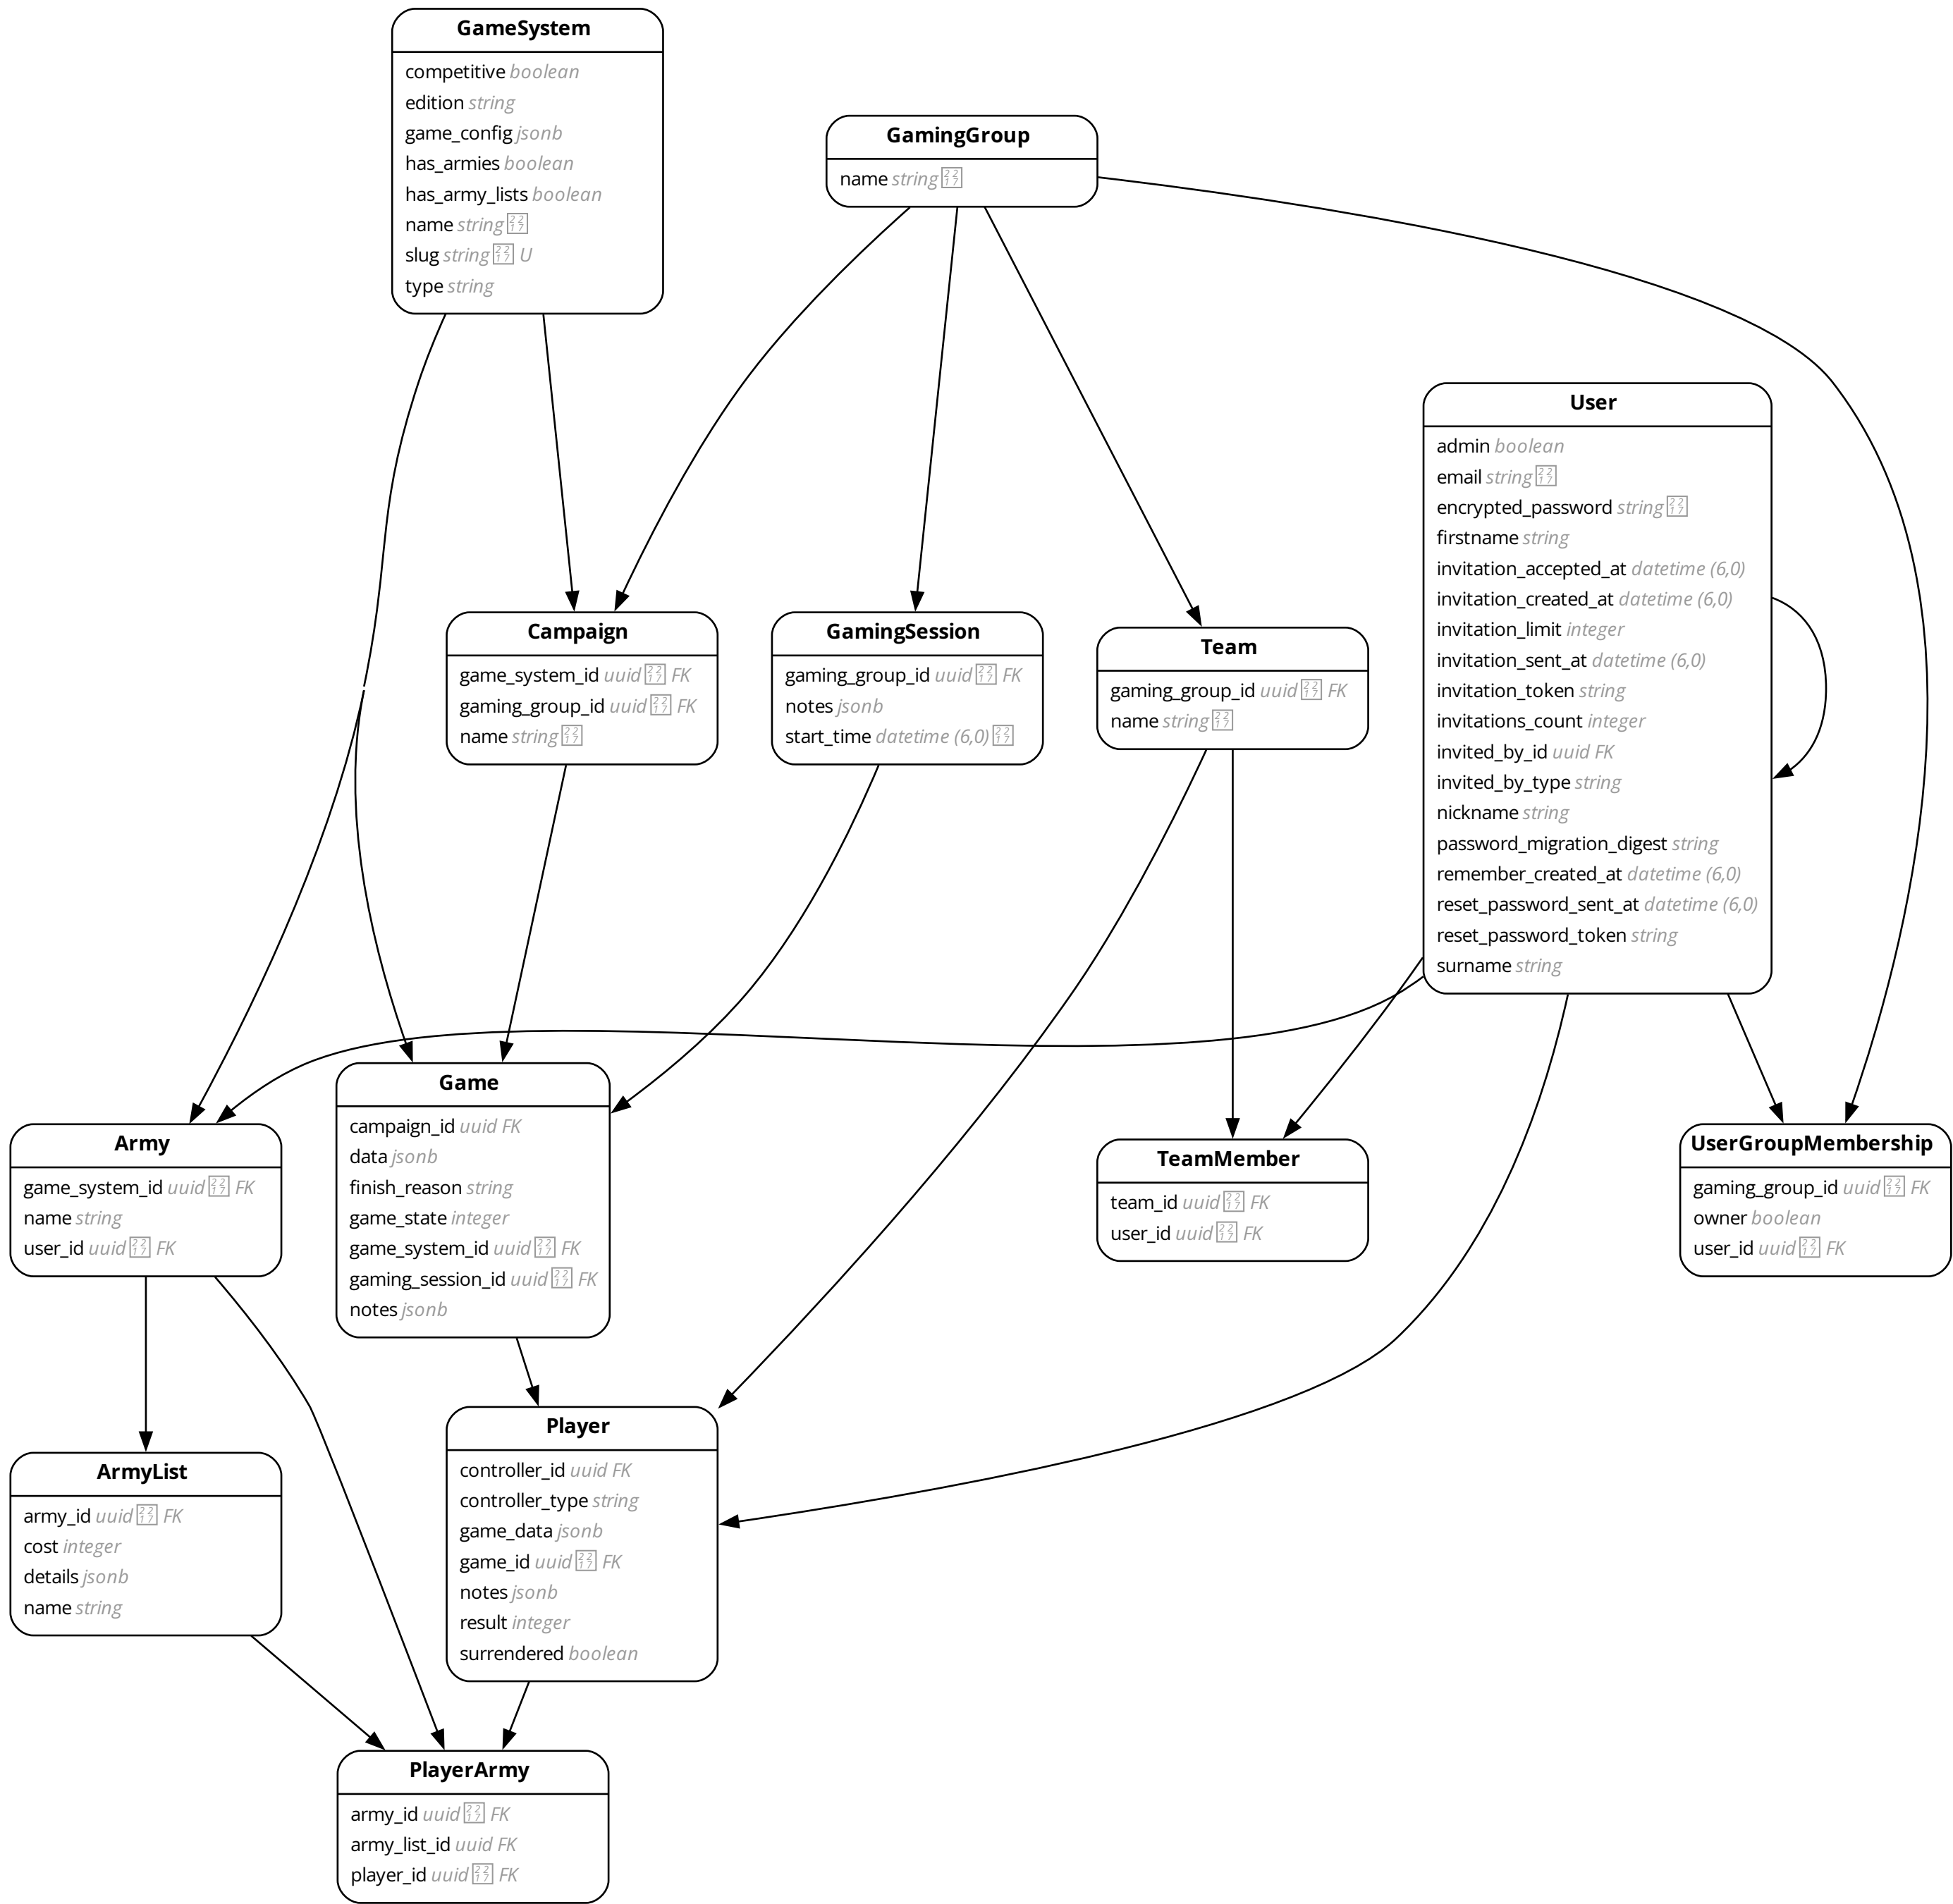 GameSystem
competitive boolean
edition string
game_config jsonb
has_armies boolean
has_army_lists boolean
name string ∗
slug string ∗ U
type string
GamingGroup
name string ∗
User
admin boolean
email string ∗
encrypted_password string ∗
firstname string
invitation_accepted_at datetime (6,0)
invitation_created_at datetime (6,0)
invitation_limit integer
invitation_sent_at datetime (6,0)
invitation_token string
invitations_count integer
invited_by_id uuid FK
invited_by_type string
nickname string
password_migration_digest string
remember_created_at datetime (6,0)
reset_password_sent_at datetime (6,0)
reset_password_token string
surname string
Campaign
game_system_id uuid ∗ FK
gaming_group_id uuid ∗ FK
name string ∗
GamingSession
gaming_group_id uuid ∗ FK
notes jsonb
start_time datetime (6,0) ∗
Team
gaming_group_id uuid ∗ FK
name string ∗
Game
campaign_id uuid FK
data jsonb
finish_reason string
game_state integer
game_system_id uuid ∗ FK
gaming_session_id uuid ∗ FK
notes jsonb
Army
game_system_id uuid ∗ FK
name string
user_id uuid ∗ FK
TeamMember
team_id uuid ∗ FK
user_id uuid ∗ FK
UserGroupMembership
gaming_group_id uuid ∗ FK
owner boolean
user_id uuid ∗ FK
ArmyList
army_id uuid ∗ FK
cost integer
details jsonb
name string
Player
controller_id uuid FK
controller_type string
game_data jsonb
game_id uuid ∗ FK
notes jsonb
result integer
surrendered boolean
PlayerArmy
army_id uuid ∗ FK
army_list_id uuid FK
player_id uuid ∗ FK